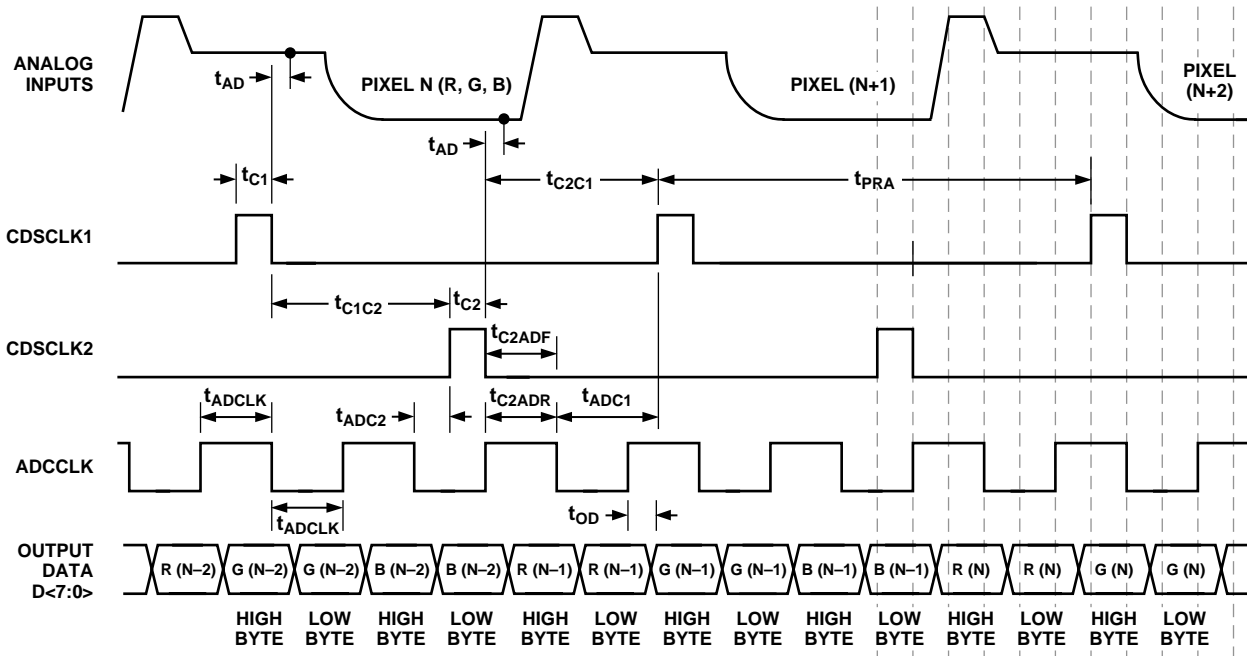 ANALOG
INPUTS
tAD
PIXEL N (R, G, B)
PIXEL (N+1)
PIXEL
(N+2)
tAD
tC1
tC2C1
tPRA
CDSCLK1
tC1C2
tC2
tC2ADF
CDSCLK2
tADCLK
tADC2
tC2ADR
tADC1
ADCCLK
tADCLK
tOD
OUTPUT
DATA
D<7:0>
R (N–2) G (N–2) G (N–2) B (N–2) B (N–2) R (N–1) R (N–1) G (N–1) G (N–1) B (N–1) B (N–1) R (N) R (N) G (N) G (N)
HIGH LOW HIGH LOW HIGH LOW HIGH LOW HIGH LOW HIGH LOW HIGH LOW
BYTE BYTE BYTE BYTE BYTE BYTE BYTE BYTE BYTE BYTE BYTE BYTE BYTE BYTE